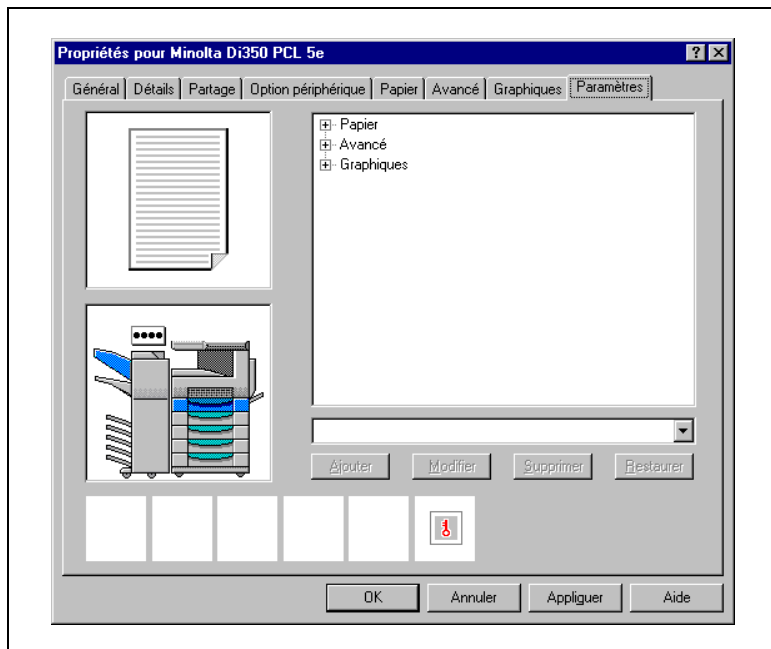 Propriétés pour Minolta Di350 PCL 5e
Général Détails Partage Option périphérique Papier Avancé Graphiques Paramètres
Papier
Avancé
Graphiques
Ajouter Modifier Supprimer Restaurer
OK Annuler Appliquer Aide